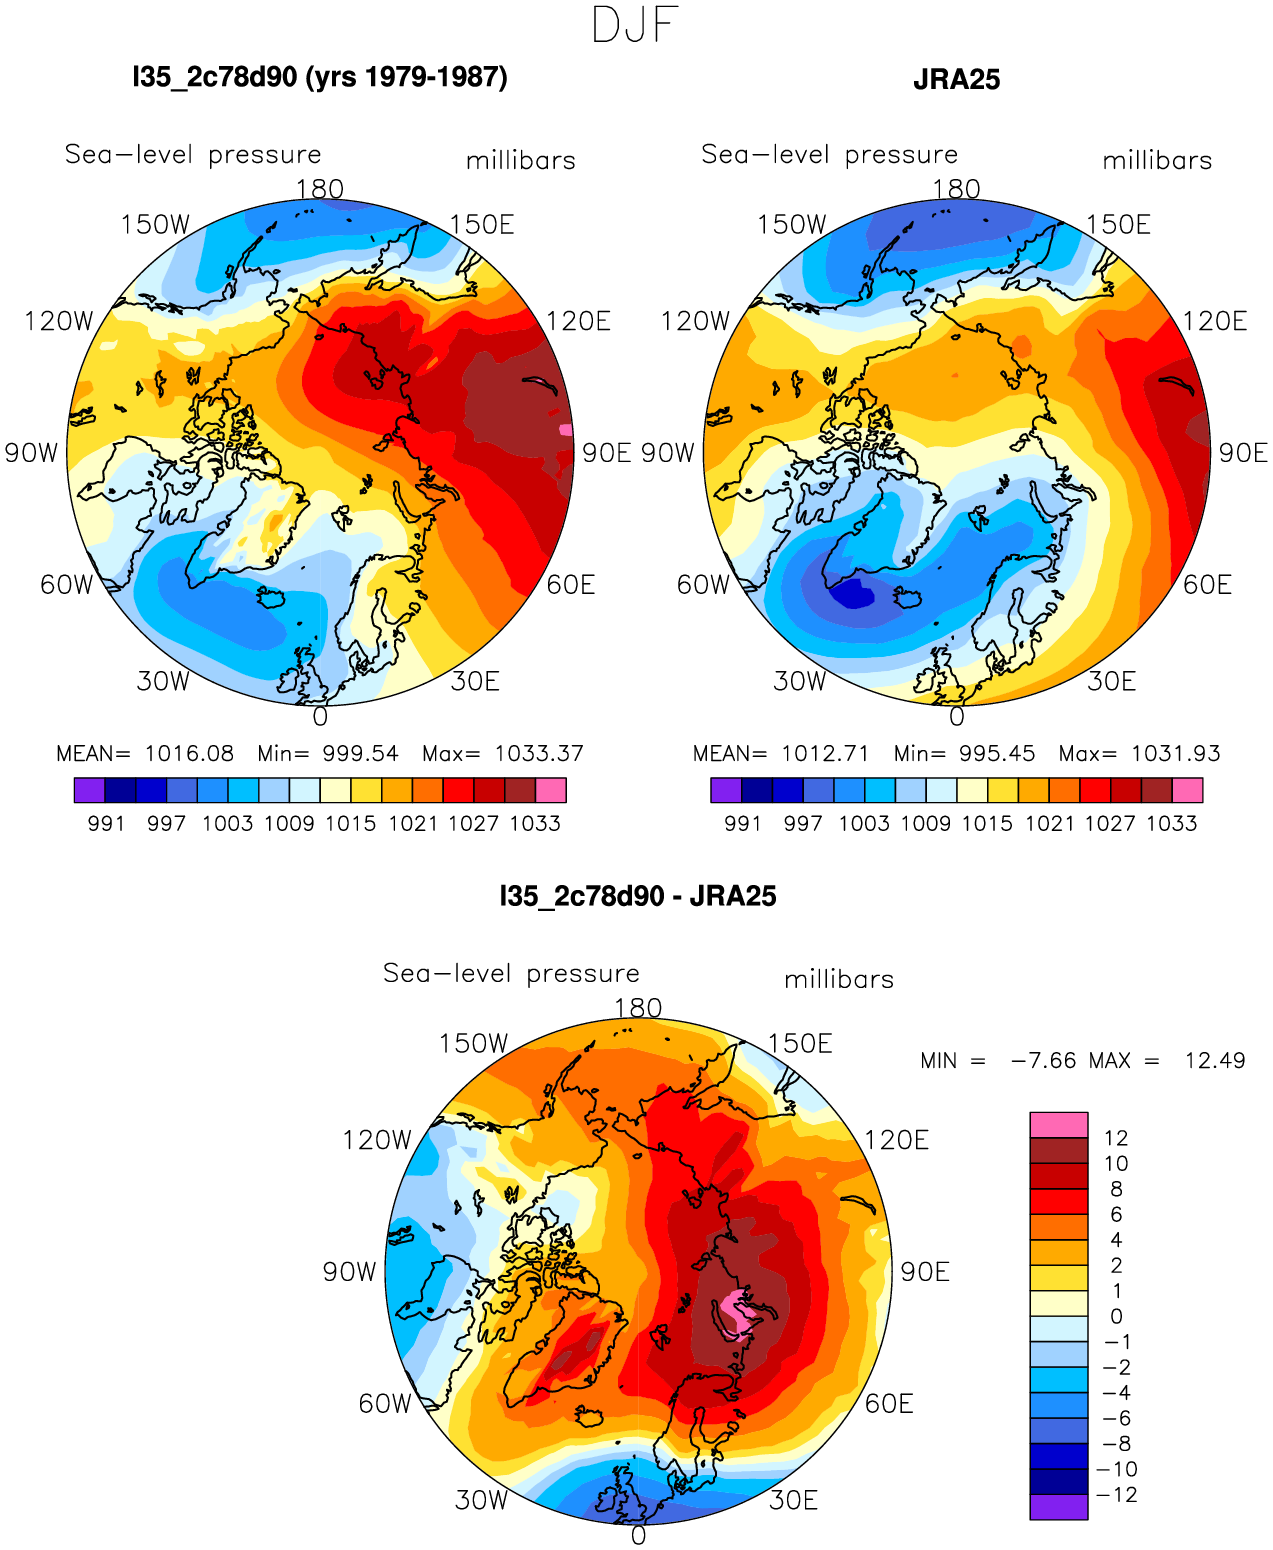 DJF
I35_2c78d90 (yrs 1979-1987)
JRA25
Sea-level pressure millibars
Sea-level pressure millibars
180
180
150W 150E
150W 150E
120W 120E
120W 120E
90W 90E
90W 90E
60W 60E
60W 60E
30W 30E
30W 30E
0
0
MEAN= 1016.08 Min= 999.54 Max= 1033.37
MEAN= 1012.71 Min= 995.45 Max= 1031.93
991 997 1003 1009 1015 1021 1027 1033
991 997 1003 1009 1015 1021 1027 1033
I35_2c78d90 - JRA25
Sea-level pressure millibars
180
150W 150E
MIN = -7.66 MAX = 12.49
120W 120E
90W 90E
60W 60E
30W 30E
0
12
10
8
6
4
2
1
0
-1
-2
-4
-6
-8
-10
-12